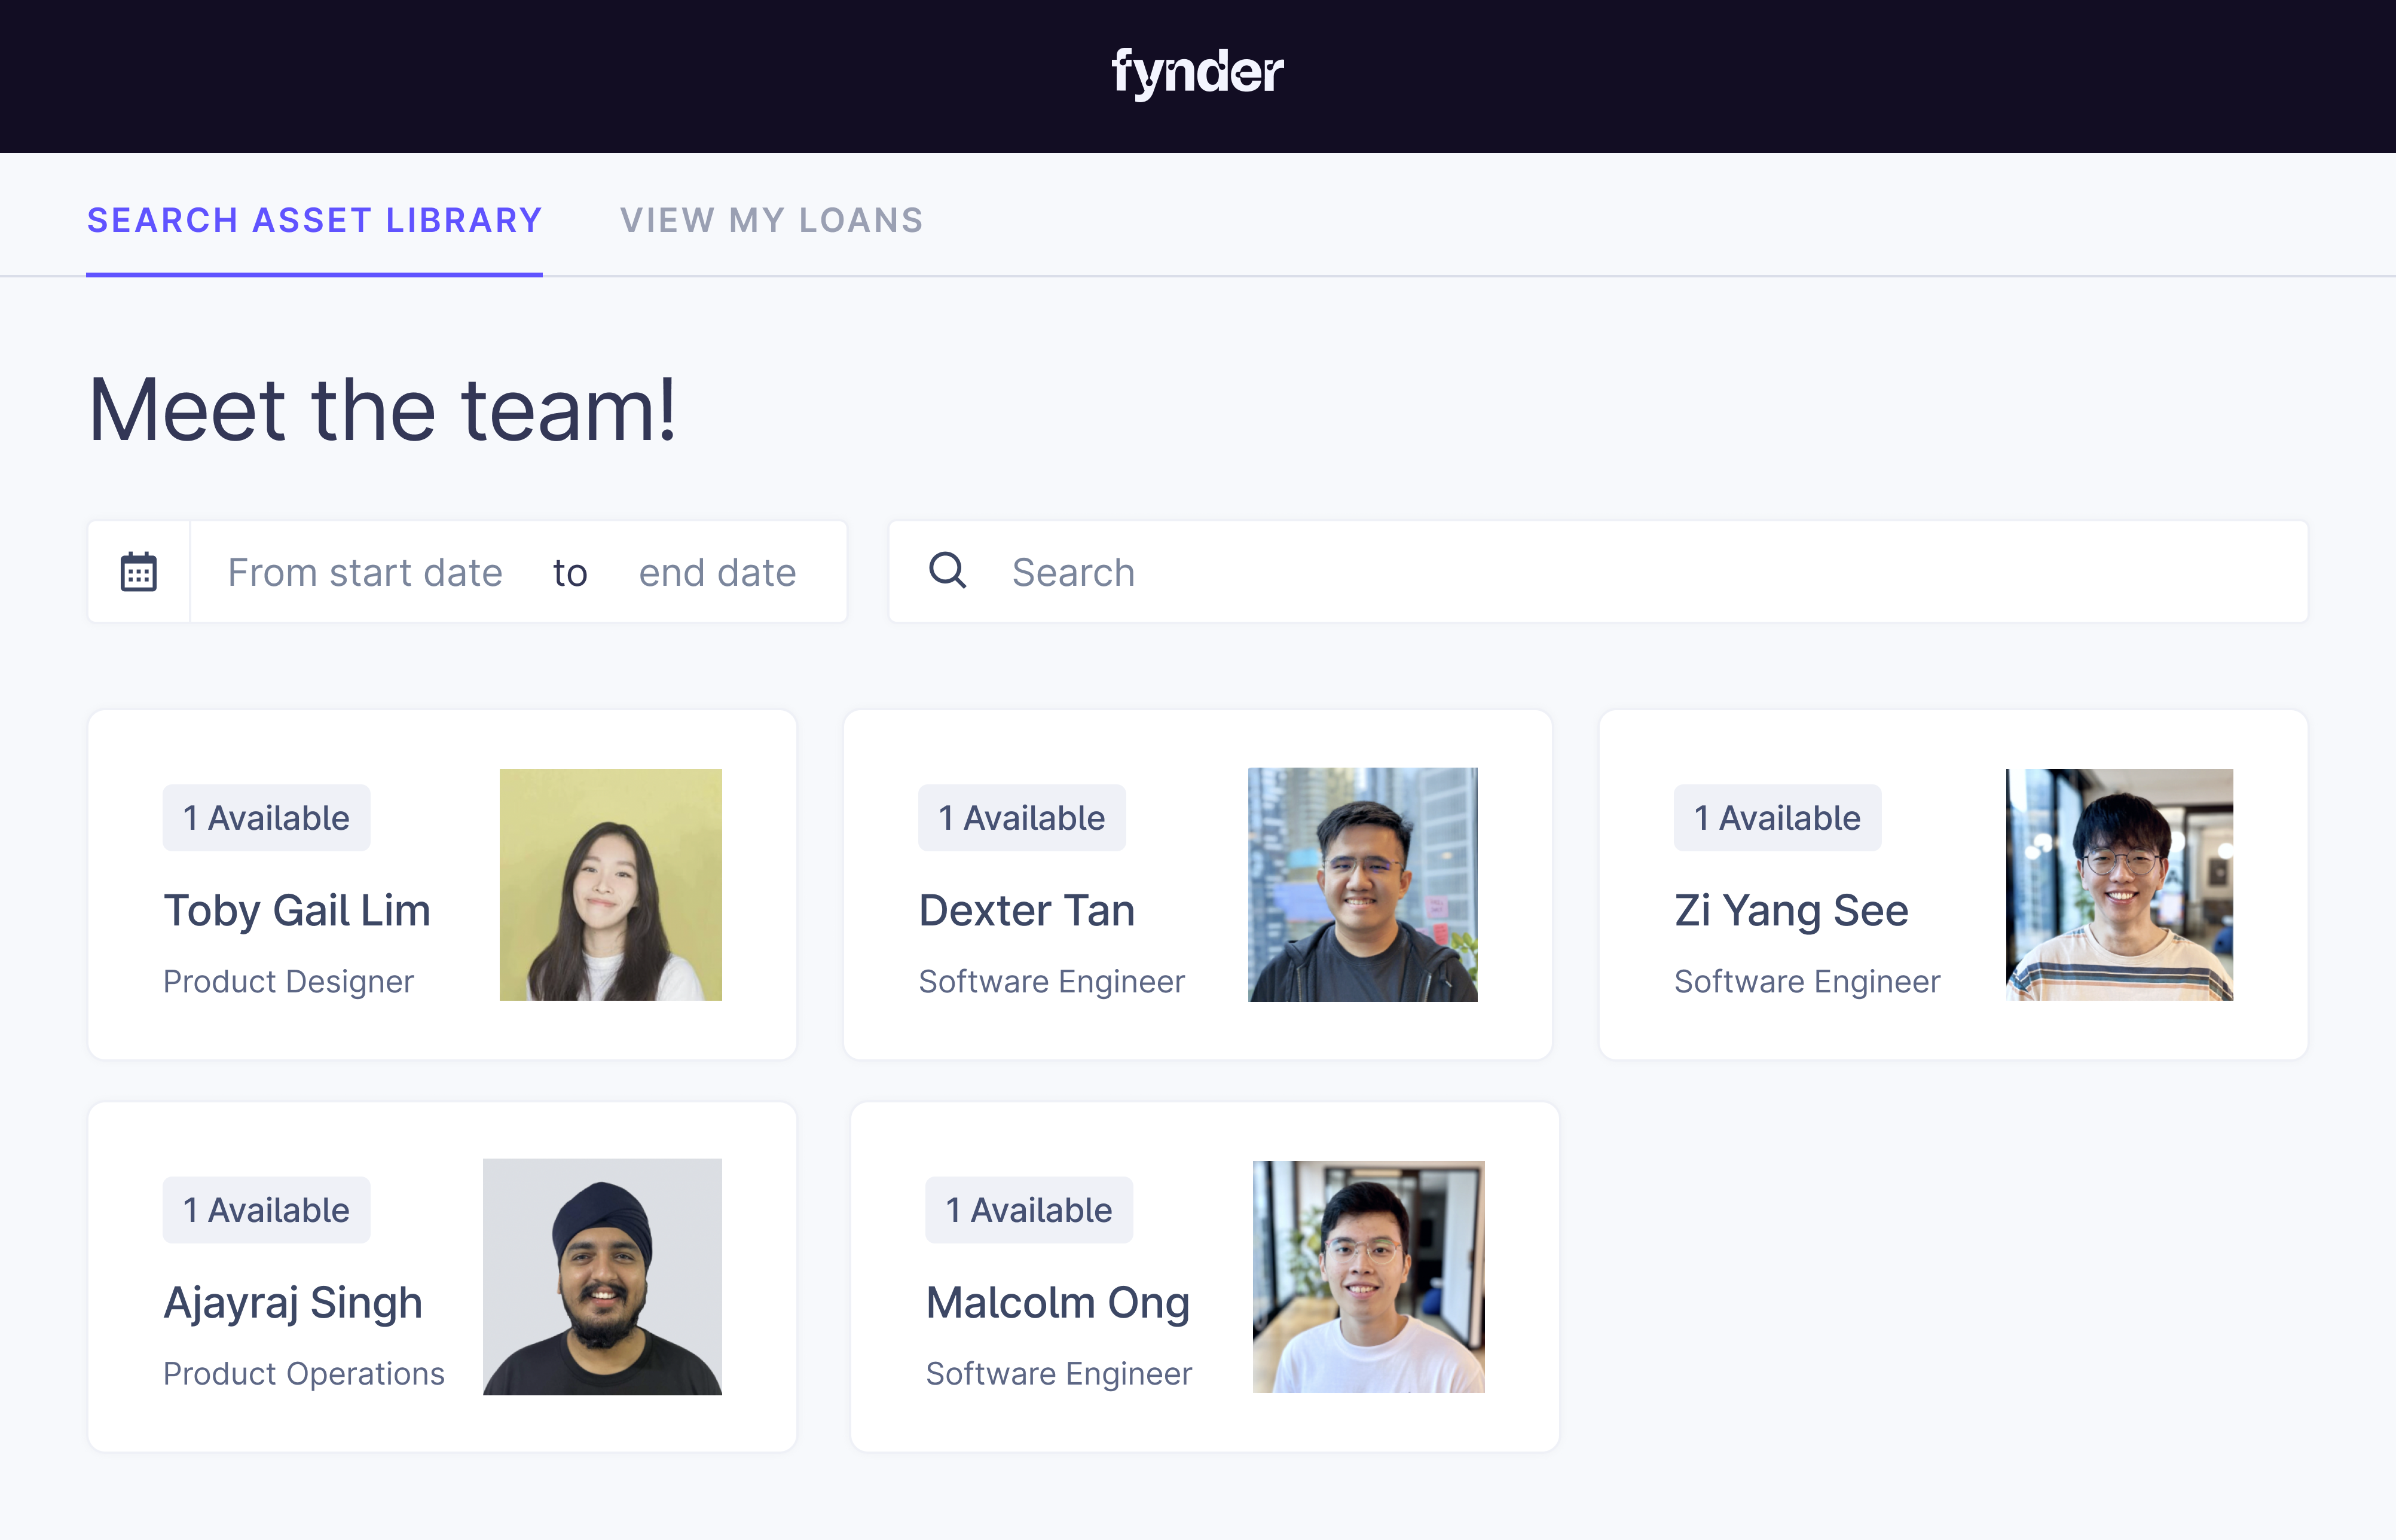 fynder
SEARCH ASSET LIBRARY
VIEW MY LOANS
Meet the team!
From start date to end date
Search
1 Available
Toby Gail Lim
Product Designer
1 Available
Dexter Tan
Software Engineer
1 Available
Zi Yang See
Software Engineer
1 Available
Ajayraj Singh
Product Operations
1 Available
Malcolm Ong
Software Engineer